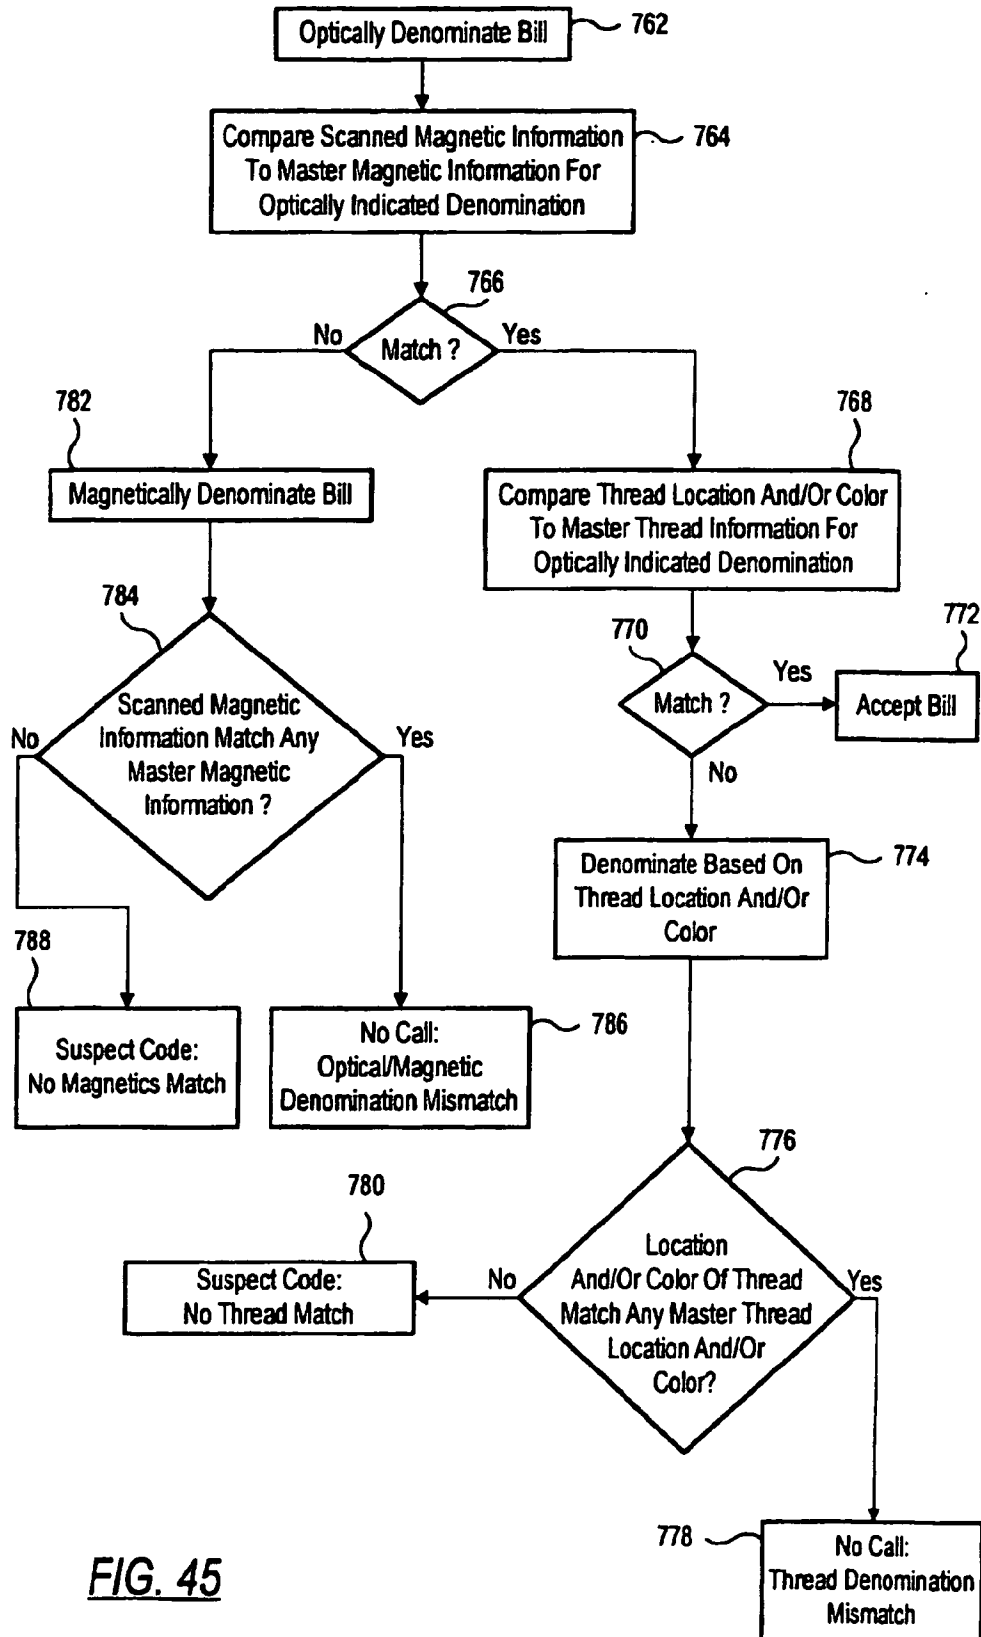 Optically Denominate Bill
762
Compare Scanned Magnetic Information
To Master Magnetic Information For
Optically Indicated Denomination
764
766
No
Match ?
Yes
782
768
Magnetically Denominate Bill
Compare Thread Location And/Or Color
To Master Thread Information For
Optically Indicated Denomination
784
770
772
Scanned Magnetic
Information Match Any
Master Magnetic
Information ?
No
Yes
Match ?
Yes
Accept Bill
No
Denominate Based On
Thread Location And/Or
Color
774
788
Suspect Code:
No Magnetics Match
No Call:
Optical/Magnetic
Denomination Mismatch
786
776
780
Suspect Code:
No Thread Match
No
Location
And/Or Color Of Thread
Match Any Master Thread
Location And/Or
Color?
Yes
778
No Call:
Thread Denomination
Mismatch
FIG. 45